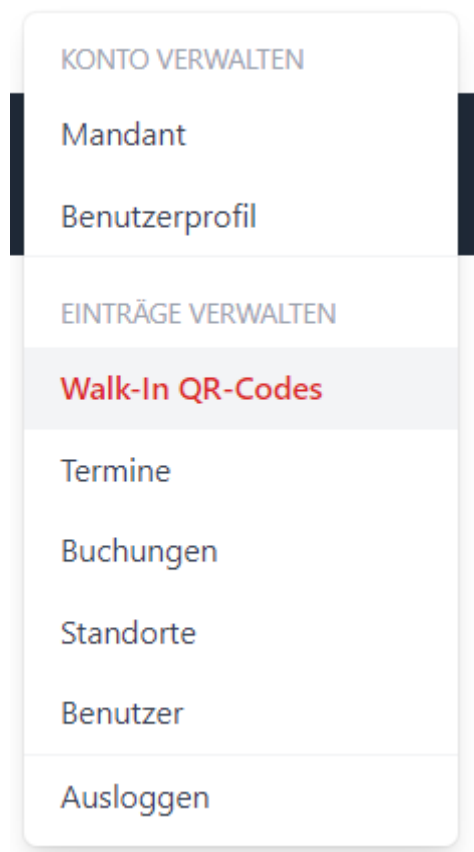 KONTO VERWALTEN
Mandant
Benutzerprofil
EINTRÄGE VERWALTEN
Walk-In QR-Codes
Termine
Buchungen
Standorte
Benutzer
Ausloggen